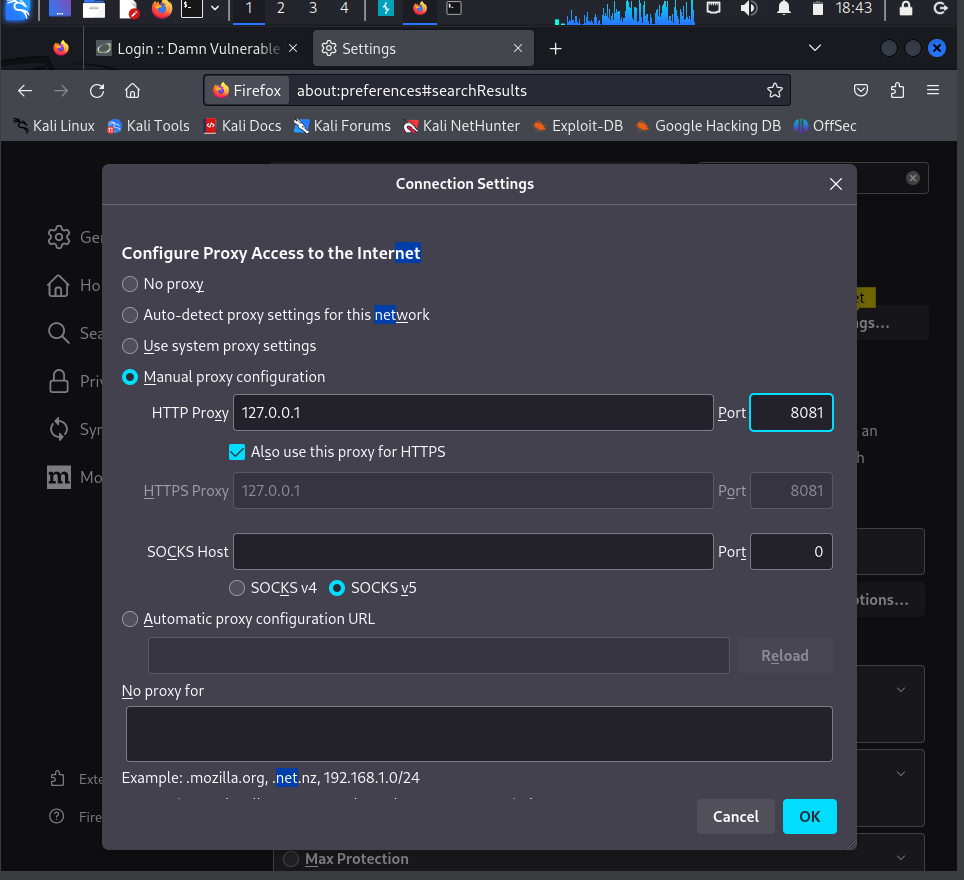 1 2 3 4 18:43
Login :: Damn Vulnerable
Settings
Firefox about:preferences#searchResults
Kali Linux Kali Tools Kali Docs Kali Forums Kali NetHunter Exploit-DB Google Hacking DB OffSec
Connection Settings
Configure Proxy Access to the Internet
Ge
No proxy
Ho
et
Auto-detect proxy settings for this network
gs...
Sea
Use system proxy settings
Manual proxy configuration
Pri
HTTP Proxy 127.0.0.1 Port 8081
Syn
an
Also use this proxy for HTTPS
h
Mo
HTTPS Proxy 127.0.0.1 Port 8081
SOCKS Host Port 0
SOCKS v4 SOCKS v5
tions...
Automatic proxy configuration URL
Reload
No proxy for
Example: .mozilla.org, .net.nz, 192.168.1.0/24
Exte
Fire
Cancel OK
Max Protection